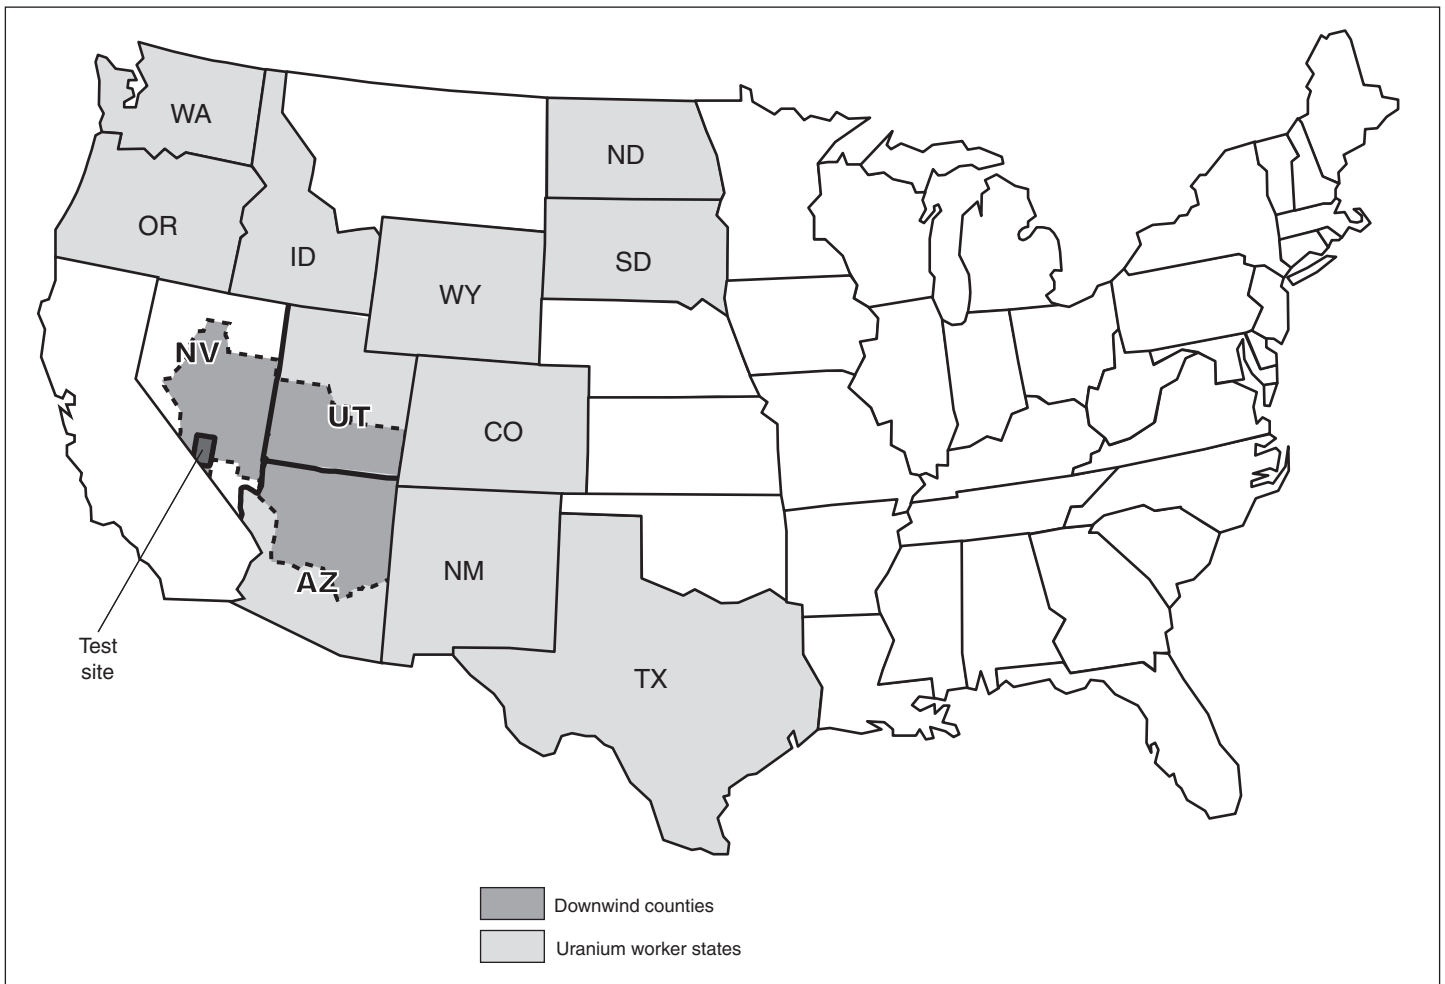 WA
ND
OR
ID
SD
WY
NV
UT
CO
NM
AZ
Test
site
TX
Downwind counties
Uranium worker states